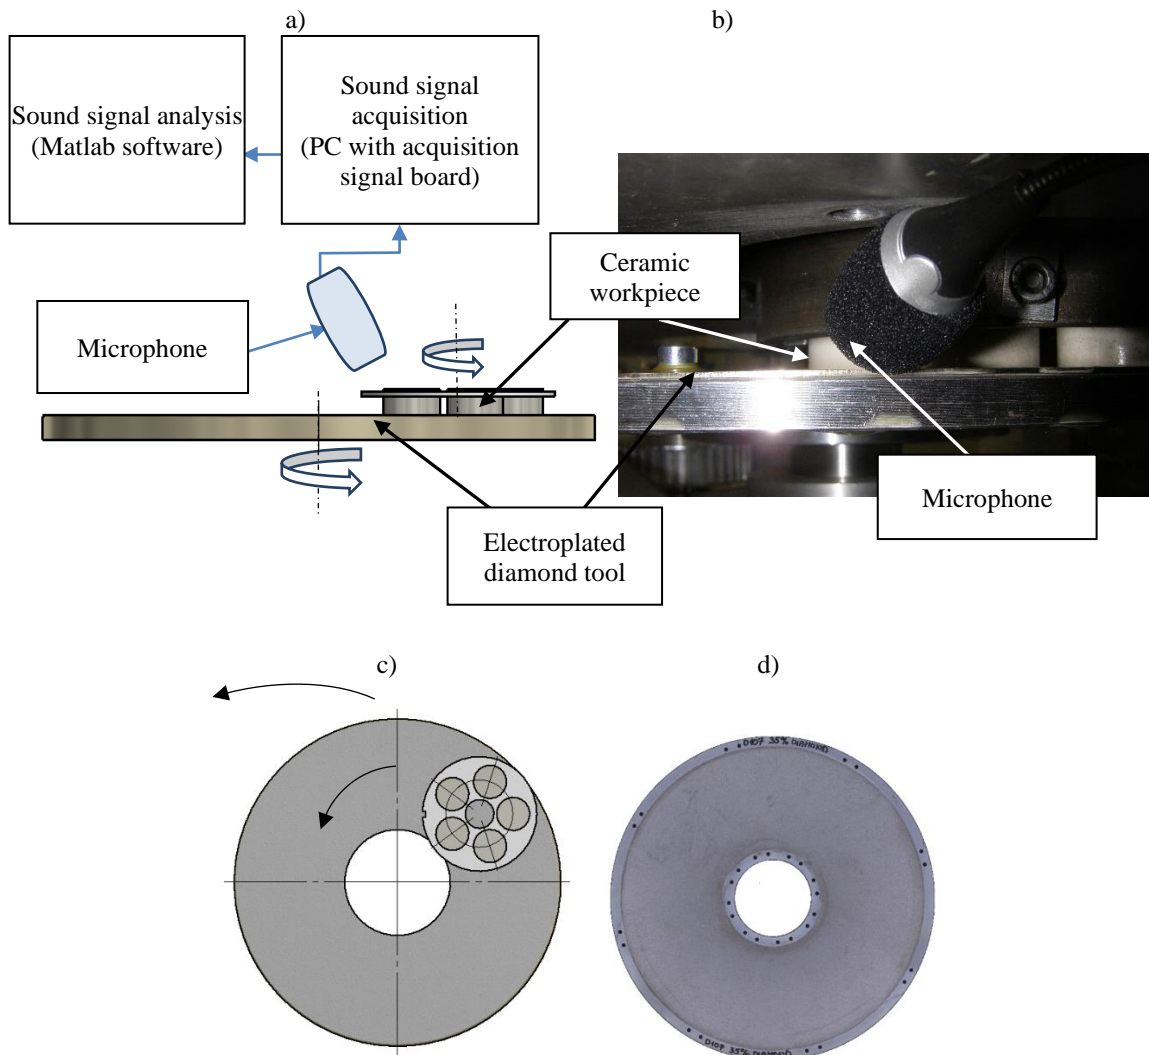 a)
b)
Sound signal analysis
(Matlab software)
Sound signal
acquisition
(PC with acquisition
signal board)
Ceramic
workpiece
Microphone
Microphone
Electroplated
diamond tool
c)
d)
D107 35% DIAMOND
D107 35% DIAMOND